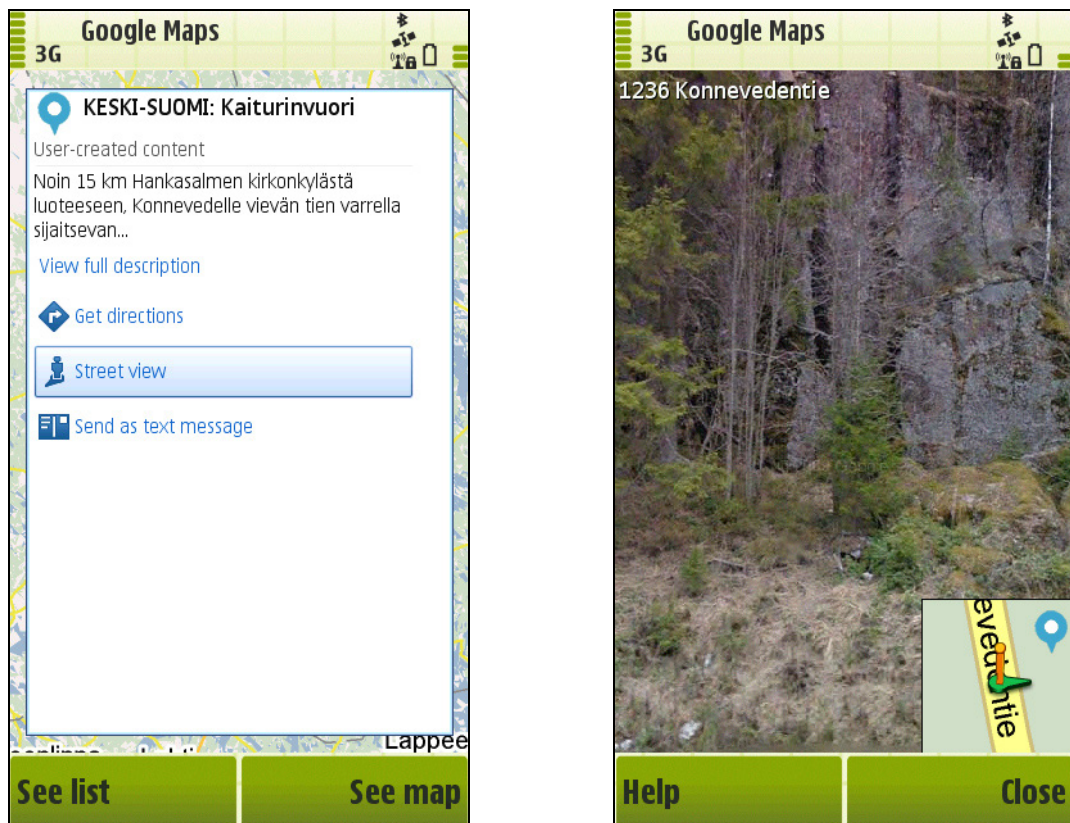 Google Maps
3G
KESKI-SUOMI: Kaiturinvuori
User-created content
Noin 15 km Hankasalmen kirkonkylästä
luoteeseen, Konnevedelle vievän tien varrella
sijaitsevan...
View full description
Get directions
Street view
Send as text message
Lappee
See list
See map
Google Maps
3G
1236 Konnevedentie
evedentie
Help
Close